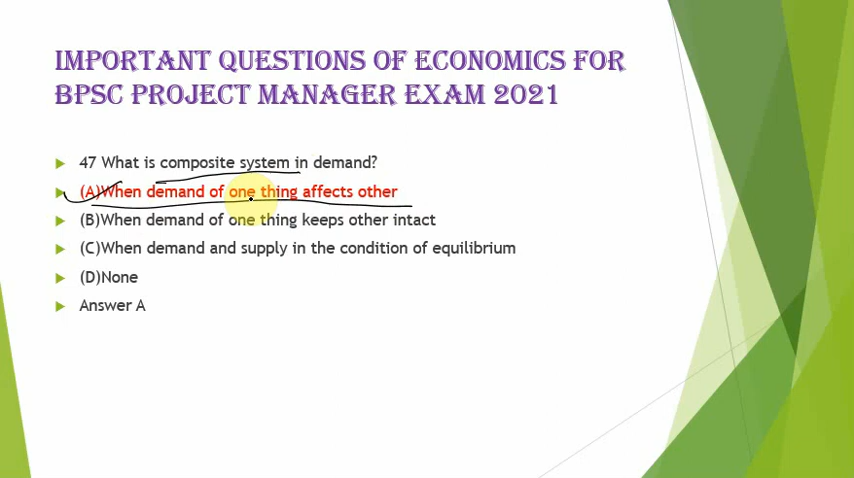 IMPORTANT QUESTIONS OF ECONOMICS FOR
BPSC PROJECT MANAGER EXAM 2021
47 What is composite system in demand?
(A)When demand of one thing affects other
(B)When demand of one thing keeps other intact
(C)When demand and supply in the condition of equilibrium
(D)None
Answer A